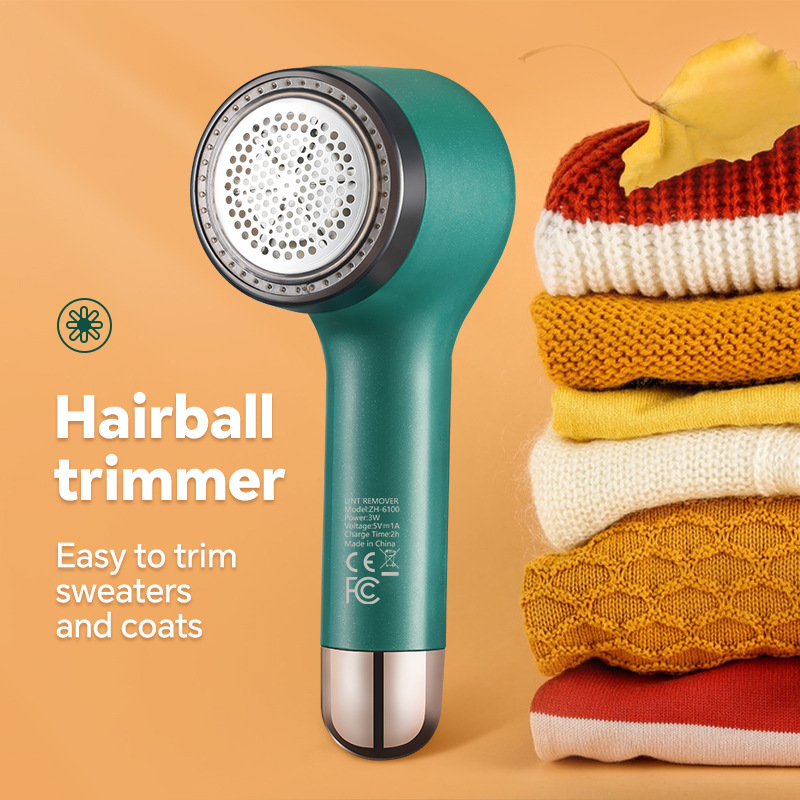 Hairball
trimmer
Easy to trim
sweaters
and coats
LINT REMOVER
Model:ZH-6100
Power:3W
Voltage:5V⎓1A
Charge Time:2h
Made in China
CE
FC